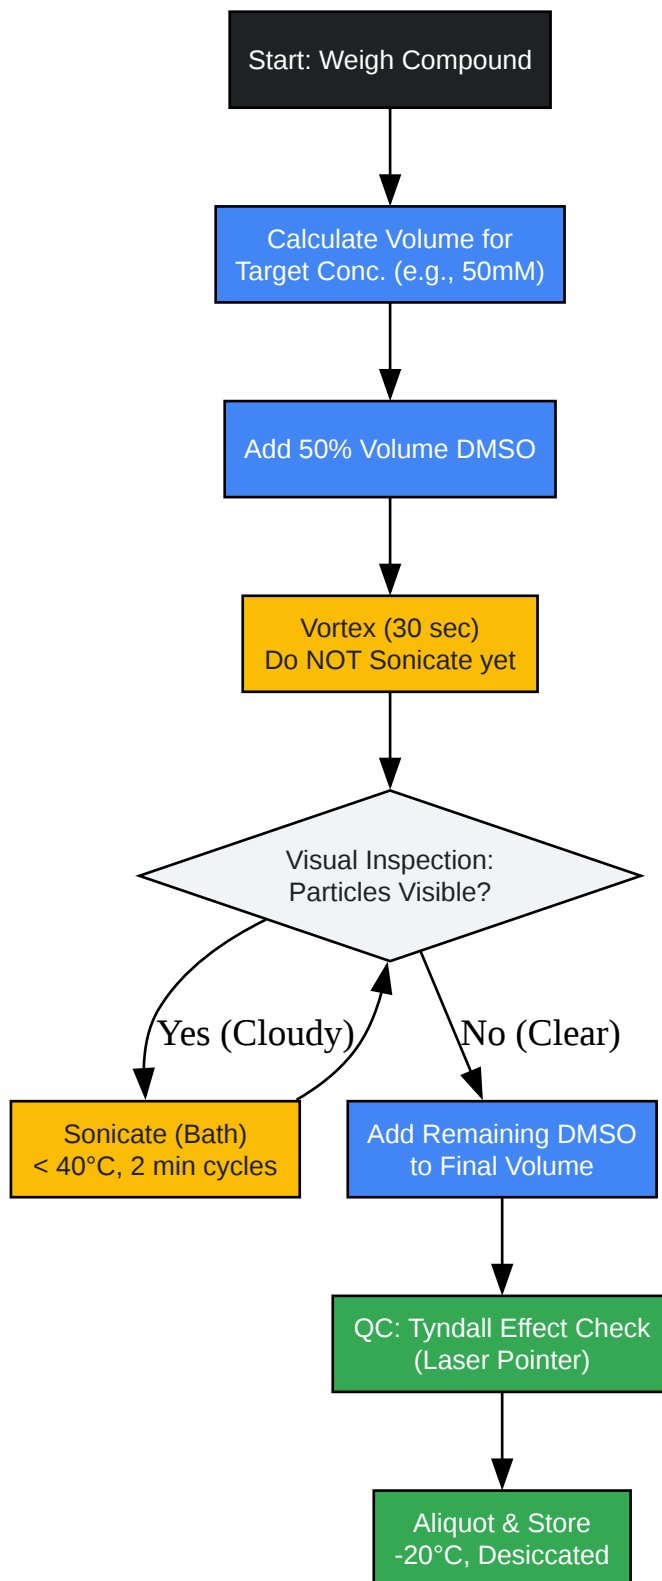 Start: Weigh Compound
Calculate Volume for
Target Conc. (e.g., 50mM)
Add 50% Volume DMSO
Vortex (30 sec)
Do NOT Sonicate yet
Visual Inspection:
Particles Visible?
Yes (Cloudy)
No (Clear)
Sonicate (Bath)
< 40°C, 2 min cycles
Add Remaining DMSO
to Final Volume
QC: Tyndall Effect Check
(Laser Pointer)
Aliquot & Store
-20°C, Desiccated